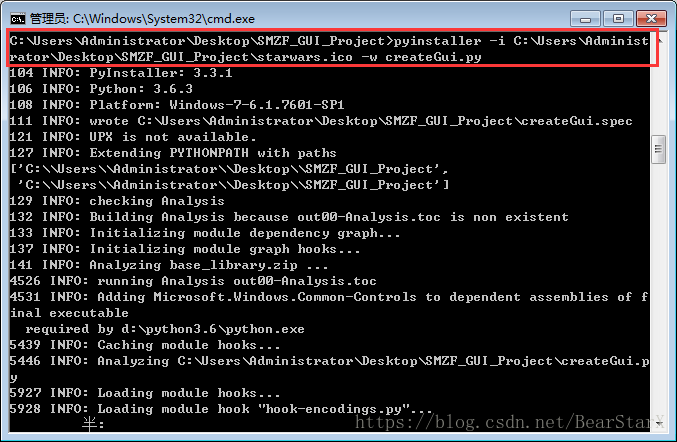 管理员: C:\Windows\System32\cmd.exe
C:\Users\Administrator\Desktop\SMZF_GUI_Project>pyinstaller -i C:\Users\Administ
rator\Desktop\SMZF_GUI_Project\starwars.ico -w createGui.py
104 INFO: PyInstaller: 3.3.1
106 INFO: Python: 3.6.3
108 INFO: Platform: Windows-7-6.1.7601-SP1
111 INFO: wrote C:\Users\Administrator\Desktop\SMZF_GUI_Project\createGui.spec
121 INFO: UPX is not available.
127 INFO: Extending PYTHONPATH with paths
['C:\\Users\\Administrator\\Desktop\\SMZF_GUI_Project',
 'C:\\Users\\Administrator\\Desktop\\SMZF_GUI_Project']
129 INFO: checking Analysis
132 INFO: Building Analysis because out00-Analysis.toc is non existent
133 INFO: Initializing module dependency graph...
137 INFO: Initializing module graph hooks...
141 INFO: Analyzing base_library.zip ...
4526 INFO: running Analysis out00-Analysis.toc
4531 INFO: Adding Microsoft.Windows.Common-Controls to dependent assemblies of f
inal executable
  required by d:\python3.6\python.exe
5439 INFO: Caching module hooks...
5446 INFO: Analyzing C:\Users\Administrator\Desktop\SMZF_GUI_Project\createGui.p
y
5927 INFO: Loading module hooks...
5928 INFO: Loading module hook "hook-encodings.py"...
半:
https://blog.csdn.net/BearStarX